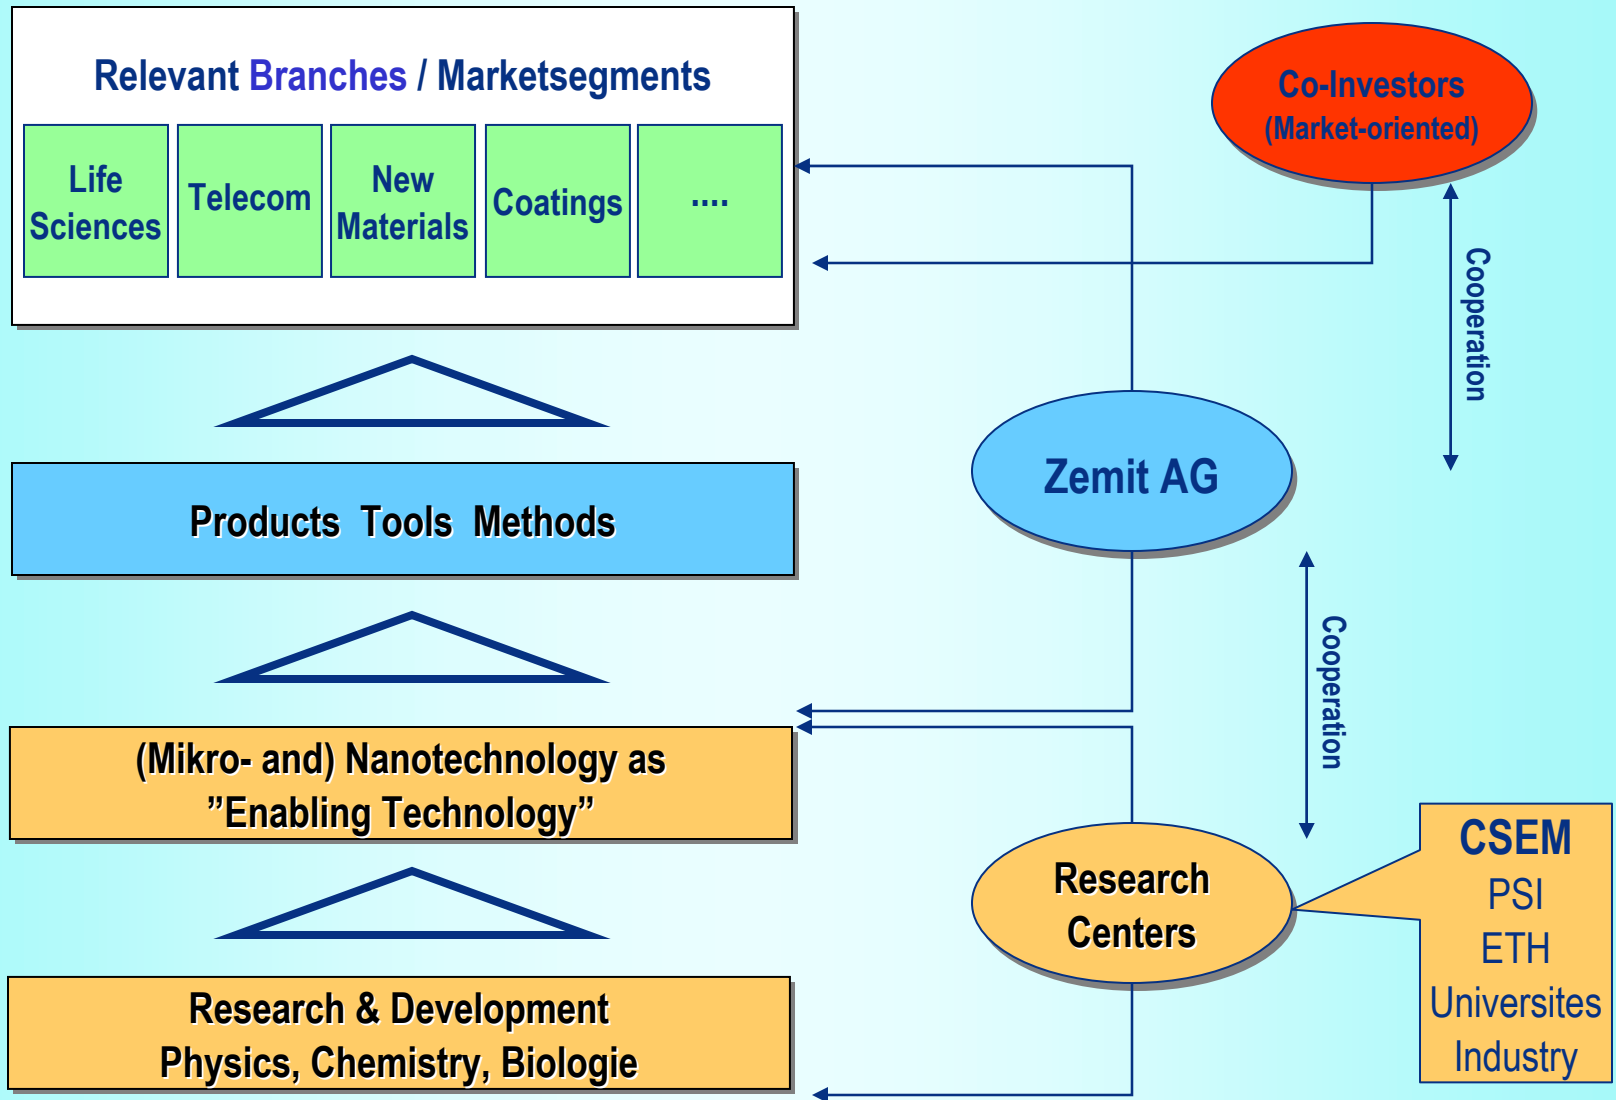 Relevant Branches / Marketsegments
Life
Sciences
Telecom
New
Materials
Coatings
....
Co-Investors
(Market-oriented)
Cooperation
Zemit AG
Products Tools Methods
Cooperation
(Mikro- and) Nanotechnology as
”Enabling Technology”
Research
Centers
CSEM
PSI
ETH
Universites
Industry
Research & Development
Physics, Chemistry, Biologie